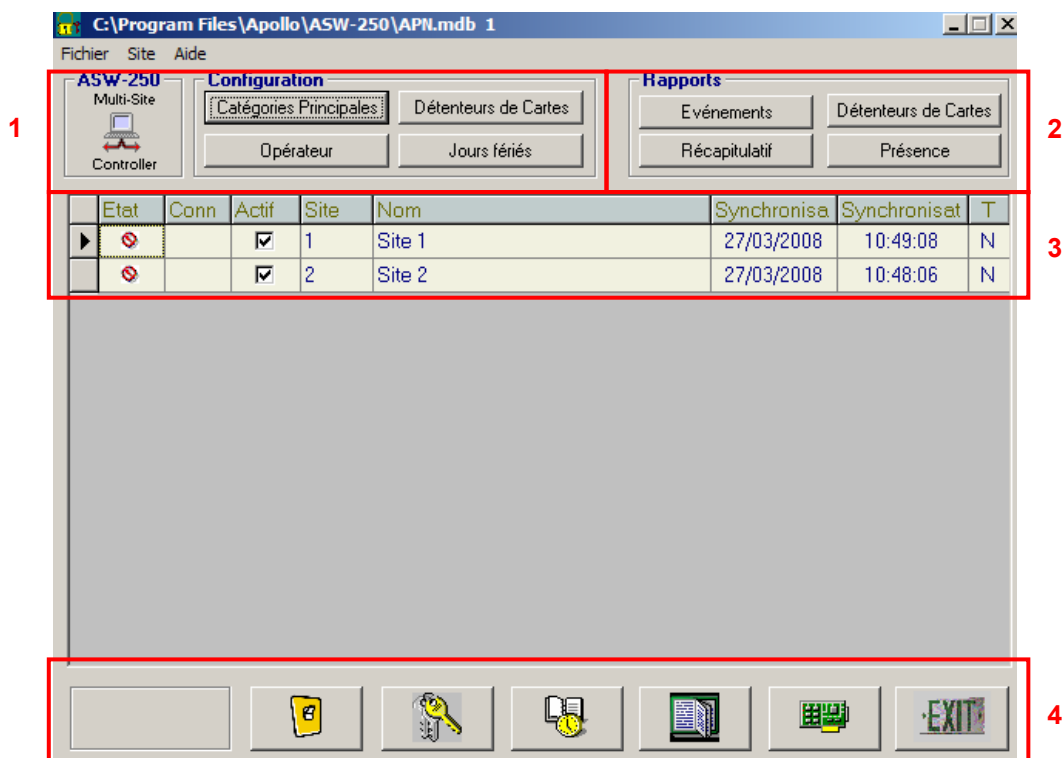 C:\Program Files\Apollo\ASW-250\APN.mdb 1
Fichier Site Aide
1
ASW-250
Multi-Site
Controller
Configuration
Catégories Principales
Détenteurs de Cartes
Opérateur
Jours fériés
Rapports
Evénements
Détenteurs de Cartes
Récapitulatif
Présence
2
Etat Conn Actif Site Nom Synchronisa Synchronisat T
1 Site 1 27/03/2008 10:49:08 N
2 Site 2 27/03/2008 10:48:06 N
3
EXIT
4